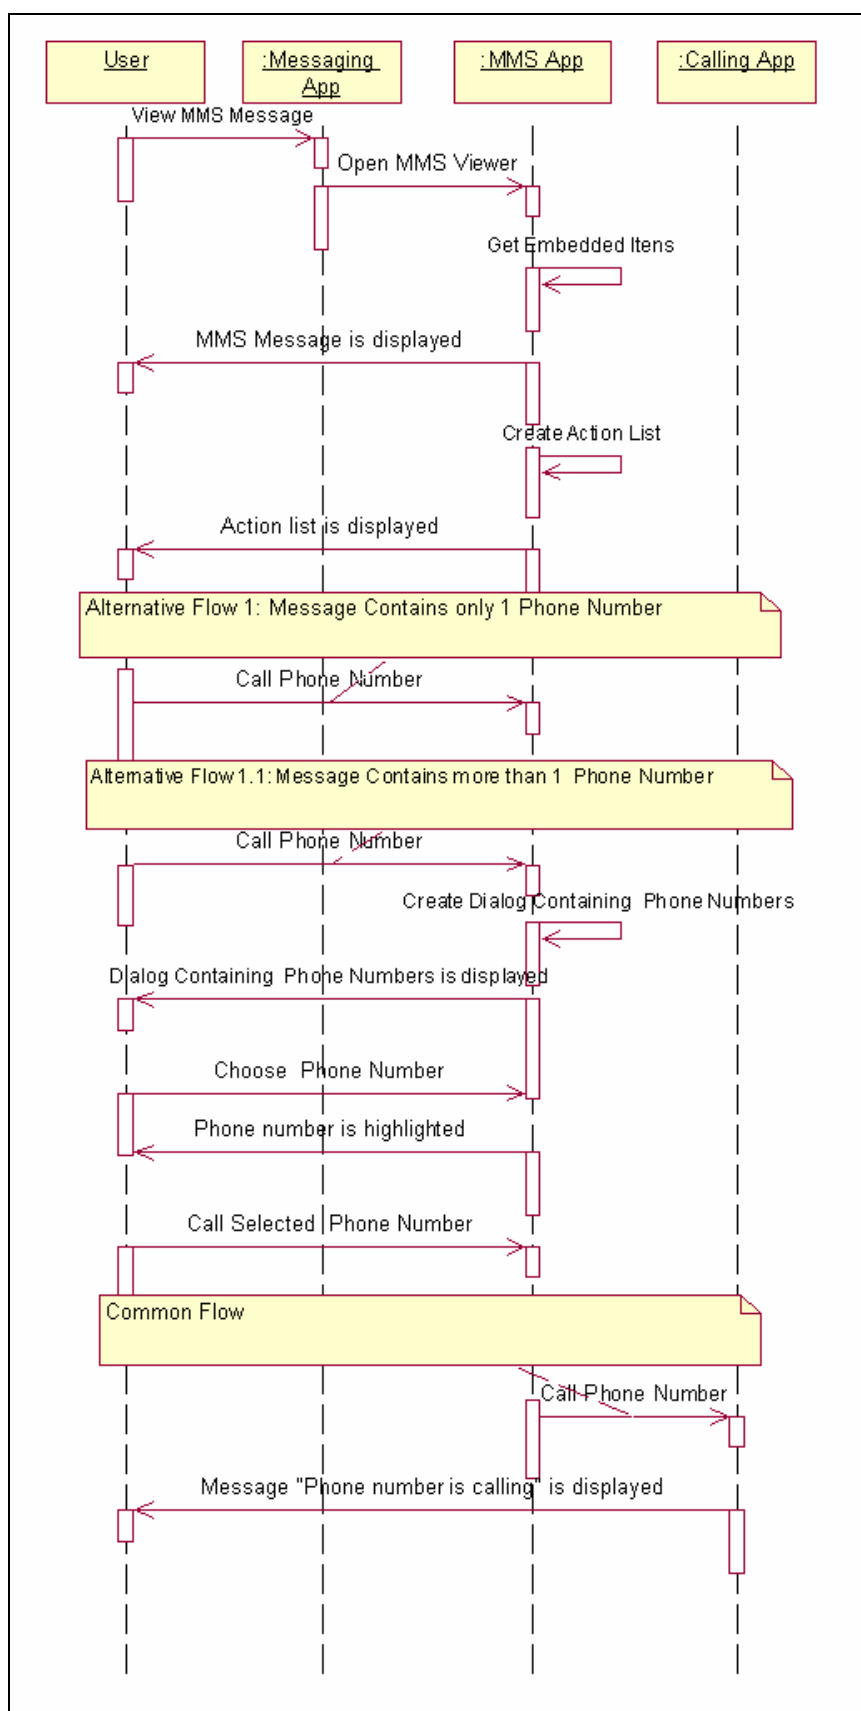 User
:Messaging
App
:MMS App
:Calling App
View MMS Message
Open MMS Viewer
Get Embedded Itens
MMS Message is displayed
Create Action List
Action list is displayed
Alternative Flow 1: Message Contains only 1 Phone Number
Call Phone Number
Alternative Flow 1.1: Message Contains more than 1 Phone Number
Call Phone Number
Create Dialog Containing Phone Numbers
Dialog Containing Phone Numbers is displayed
Choose Phone Number
Phone number is highlighted
Call Selected Phone Number
Common Flow
Call Phone Number
Message "Phone number is calling" is displayed